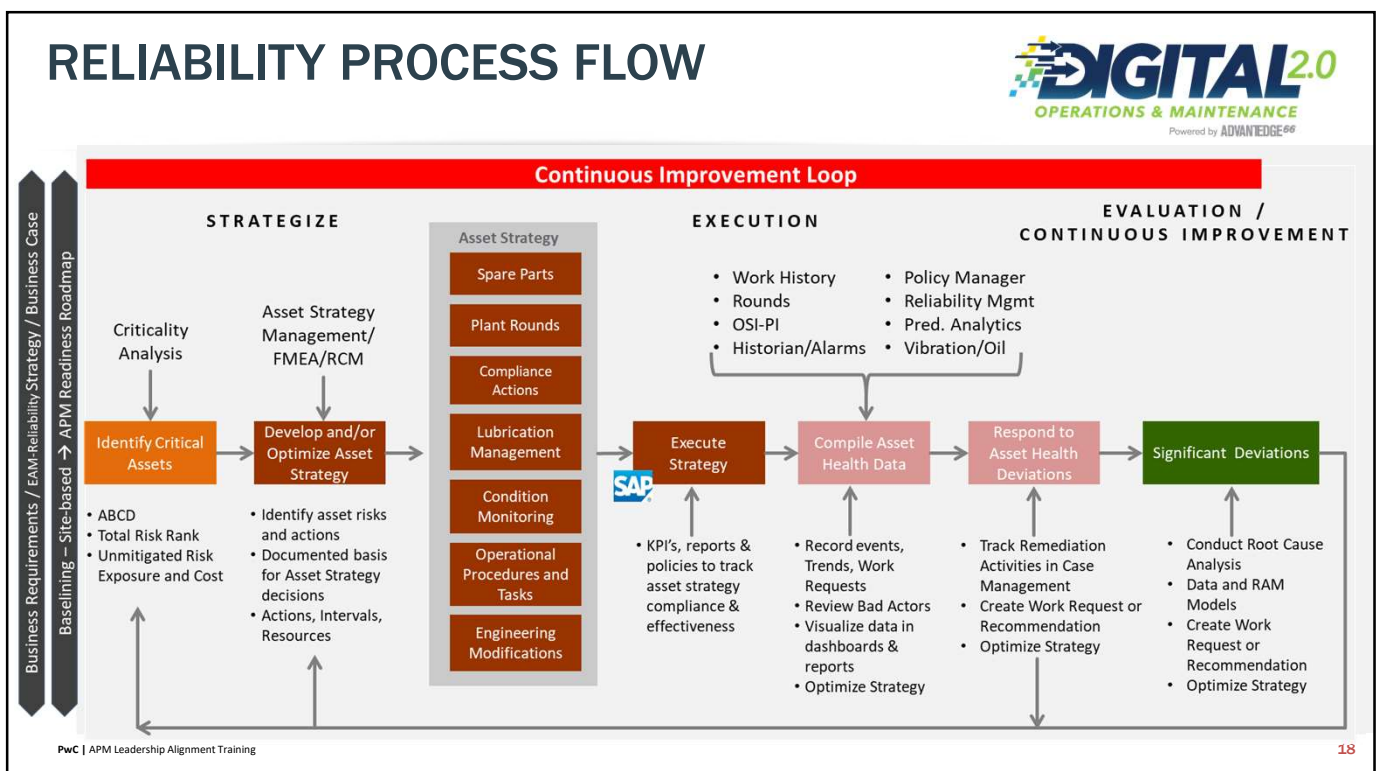 RELIABILITY PROCESS FLOW
DIGITAL 2.0
OPERATIONS & MAINTENANCE
Powered by ADVANTEDGE66
Business Requirements / EAM-Reliability Strategy / Business Case
Baselining – Site-based → APM Readiness Roadmap
Continuous Improvement Loop
STRATEGIZE
EXECUTION
EVALUATION /
CONTINUOUS IMPROVEMENT
Criticality
Analysis
Asset Strategy
Management/
FMEA/RCM
Asset Strategy
Spare Parts
Plant Rounds
Compliance
Actions
Lubrication
Management
Condition
Monitoring
Operational
Procedures and
Tasks
Engineering
Modifications
• Work History
• Rounds
• OSI-PI
• Historian/Alarms
• Policy Manager
• Reliability Mgmt
• Pred. Analytics
• Vibration/Oil
Identify Critical
Assets
Develop and/or
Optimize Asset
Strategy
SAP
Execute
Strategy
Compile Asset
Health Data
Respond to
Asset Health
Deviations
Significant Deviations
• ABCD
• Total Risk Rank
• Unmitigated Risk
Exposure and Cost
• Identify asset risks
and actions
• Documented basis
for Asset Strategy
decisions
• Actions, Intervals,
Resources
• KPI's, reports &
policies to track
asset strategy
compliance &
effectiveness
• Record events,
Trends, Work
Requests
• Review Bad Actors
• Visualize data in
dashboards &
reports
• Optimize Strategy
• Track Remediation
Activities in Case
Management
• Create Work Request or
Recommendation
• Optimize Strategy
• Conduct Root Cause
Analysis
• Data and RAM
Models
• Create Work
Request or
Recommendation
• Optimize Strategy
PwC | APM Leadership Alignment Training
18